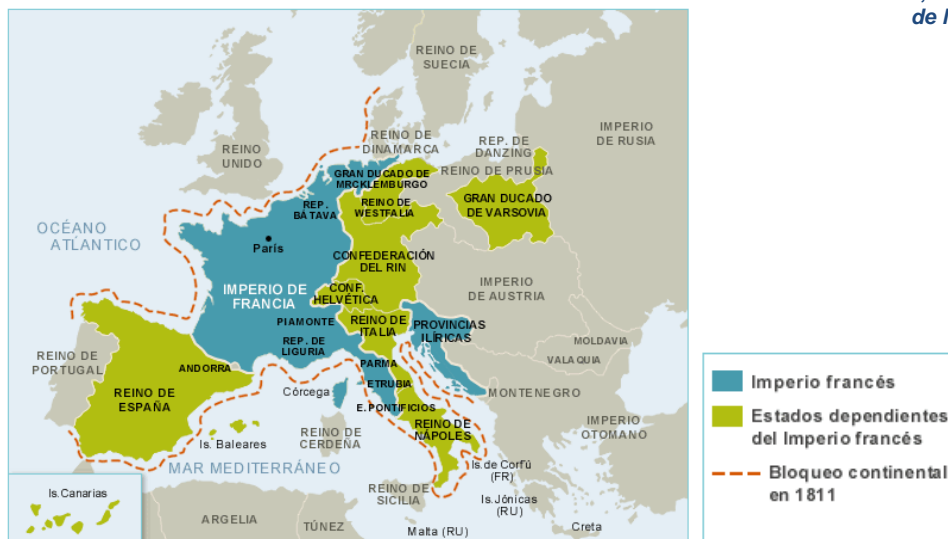 de l
REINO DE
SUECIA
REINO
UNIDO
REINO DE
DINAMARCA
REP. DE
DANZING
REINO DE PRUSIA
IMPERIO
DE RUSIA
GRAN DUCADO DE
MRCKLEMBURGO
REP.
BÁTAVA
REINO DE
WESTFALIA
GRAN DUCADO
DE VARSOVIA
OCÉANO
ATLÁNTICO
París
CONFEDERACIÓN
DEL RIN
IMPERIO DE
FRANCIA
CONF.
HELVÉTICA
IMPERIO
DE AUSTRIA
PIAMONTE
REINO DE
ITALIA
PROVINCIAS
ILÍRICAS
REP. DE
LIGURIA
MOLDAVIA
VALAQUIA
REINO DE
PORTUGAL
ANDORRA
PARMA
REINO DE
ESPAÑA
Córcega
ETRUBIA
MONTENEGRO
E. PONTIFICIOS
IMPERIO
OTOMANO
Is. Baleares
REINO DE
CERDEÑA
REINO DE
NÁPOLES
MAR MEDITERRÁNEO
Is. de Corfú
(FR)
Is. Canarias
REINO DE
SICILIA
Is. Jónicas
(RU)
ARGELIA
TÚNEZ
Malta (RU)
Creta
Imperio francés
Estados dependientes
del Imperio francés
Bloqueo continental
en 1811